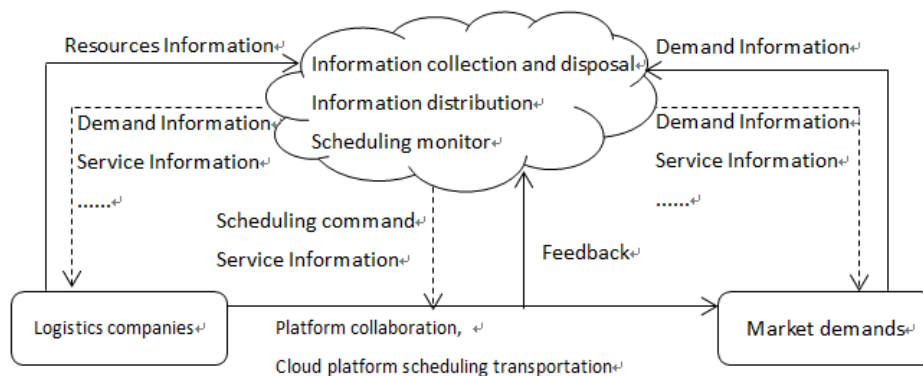 Resources Information
Demand Information
Information collection and disposal
Information distribution
Scheduling monitor
Demand Information
Service Information
......
Demand Information
Service Information
......
Scheduling command
Service Information
Feedback
Logistics companies
Platform collaboration,
Cloud platform scheduling transportation
Market demands